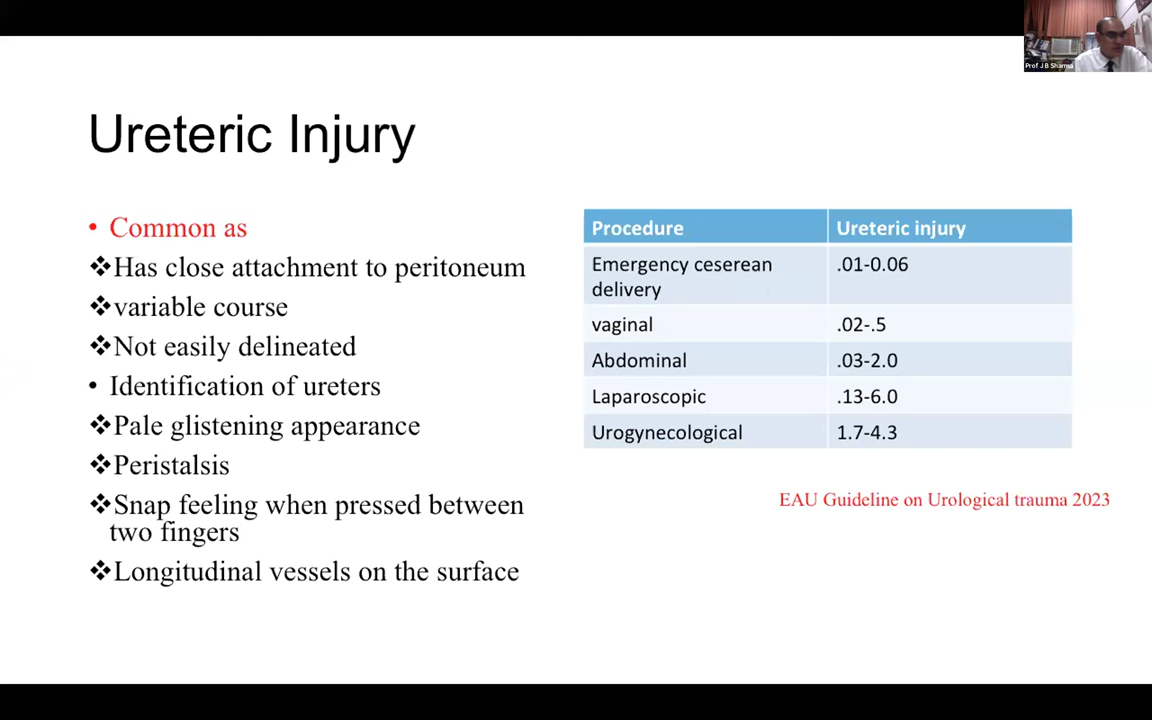 Prof J B Sharma
Ureteric Injury
• Common as
❖Has close attachment to peritoneum
❖variable course
❖Not easily delineated
• Identification of ureters
❖Pale glistening appearance
❖Peristalsis
❖Snap feeling when pressed between
two fingers
❖Longitudinal vessels on the surface
Procedure Ureteric injury
Emergency ceserean .01-0.06
delivery
vaginal .02-.5
Abdominal .03-2.0
Laparoscopic .13-6.0
Urogynecological 1.7-4.3
EAU Guideline on Urological trauma 2023